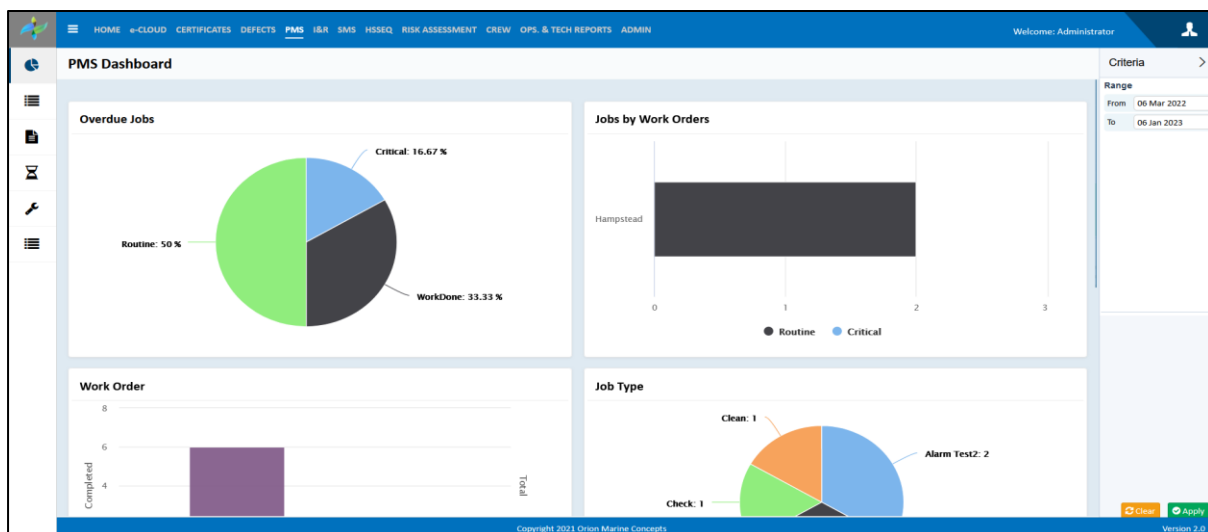 HOME e-CLOUD CERTIFICATES DEFECTS PMS I&R SMS HSSEQ RISK ASSESSMENT CREW OPS. & TECH REPORTS ADMIN Welcome: Administrator
PMS Dashboard
Criteria
Range
From 06 Mar 2022
To 06 Jan 2023
Overdue Jobs
Critical: 16.67 %
Routine: 50 %
WorkDone: 33.33 %
Jobs by Work Orders
Hampstead
0 1 2 3
Routine Critical
Work Order
8
6
4
Completed
Total
Job Type
Clean: 1
Alarm Test2: 2
Check: 1
Clear Apply
Copyright 2021 Orion Marine Concepts Version 2.0